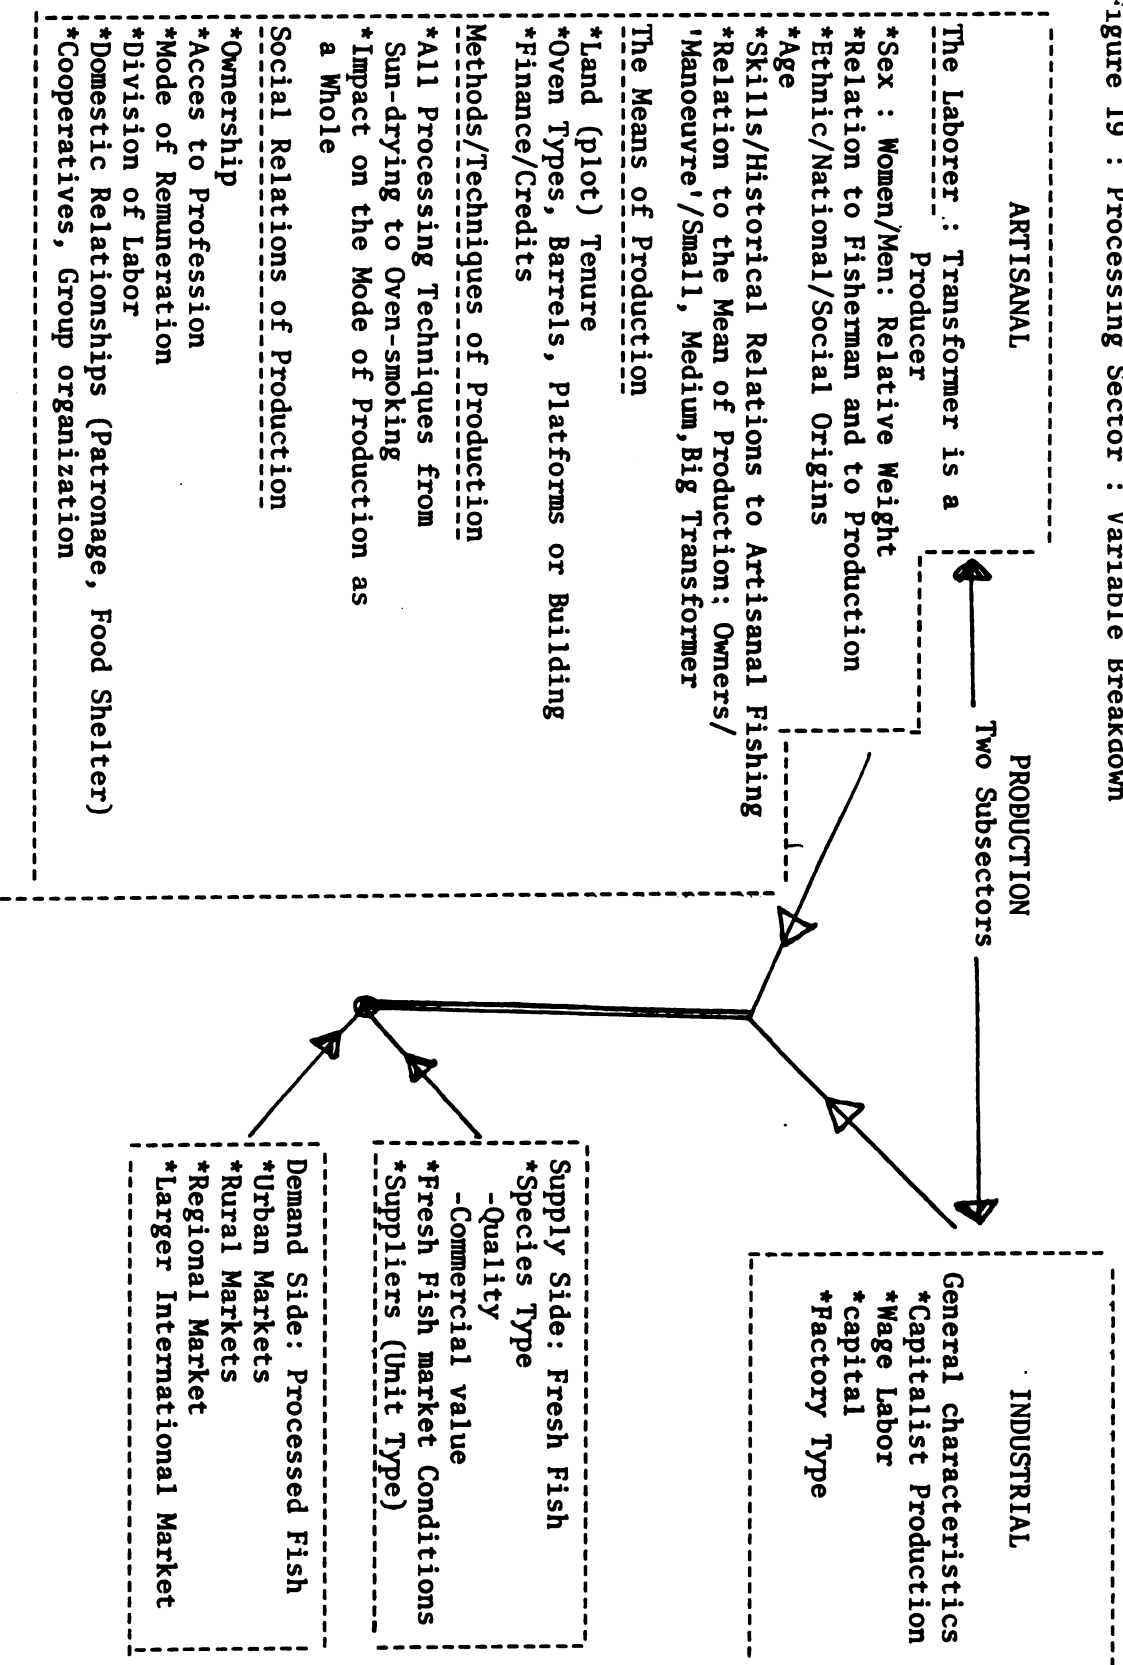 Figure 19 : Processing Sector : Variable Breakdown
ARTISANAL
PRODUCTION
INDUSTRIAL
Two Subsectors
The Laborer : Transformer is a
Producer
*Sex : Women/Men: Relative Weight
*Relation to Fisherman and to Production
*Ethnic/National/Social Origins
*Age
*Skills/Historical Relations to Artisanal Fishing
*Relation to the Mean of Production; Owners/
'Manoeuvre'/Small, Medium,Big Transformer
The Means of Production
*Land (plot) Tenure
*Oven Types, Barrels, Platforms or Building
*Finance/Credits
Methods/Techniques of Production
*All Processing Techniques from
Sun-drying to Oven-smoking
*Impact on the Mode of Production as
a Whole
Social Relations of Production
*Ownership
*Acces to Profession
*Mode of Remuneration
*Division of Labor
*Domestic Relationships (Patronage, Food Shelter)
*Cooperatives, Group organization
General characteristics
*Capitalist Production
*Wage Labor
*capital
*Factory Type
Supply Side: Fresh Fish
*Species Type
-Quality
-Commercial value
*Fresh Fish market Conditions
*Suppliers (Unit Type)
Demand Side: Processed Fish
*Urban Markets
*Rural Markets
*Regional Market
*Larger International Market